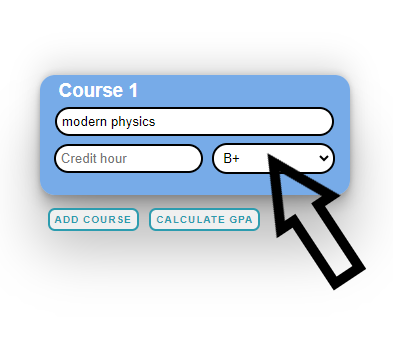 Course 1
modern physics
Credit hour B+
ADD COURSE CALCULATE GPA